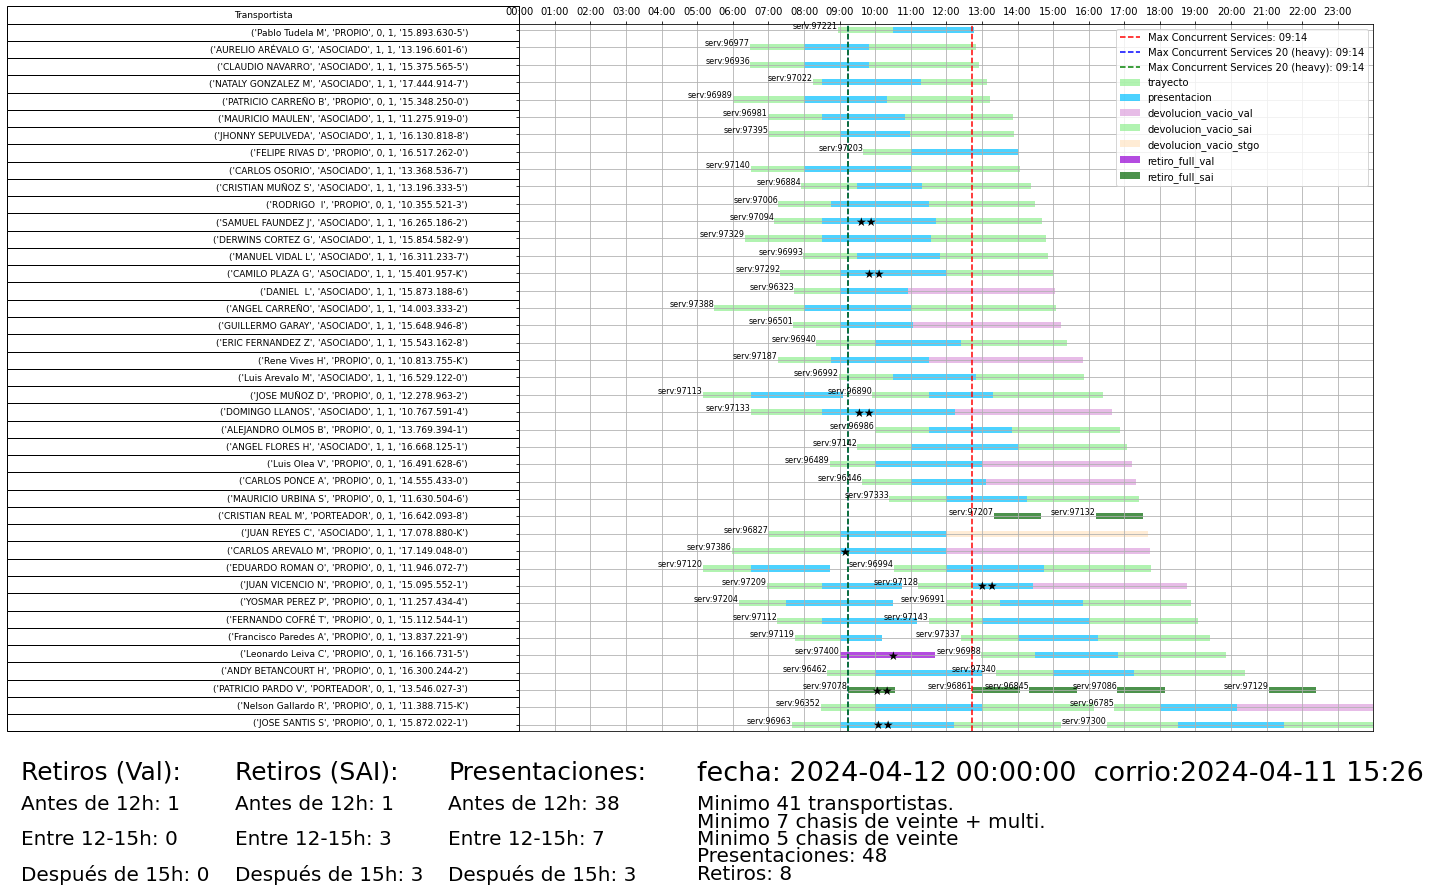 Transportista
00:00 01:00 02:00 03:00 04:00 05:00 06:00 07:00 08:00 09:00 10:00 11:00 12:00 13:00 14:00 15:00 16:00 17:00 18:00 19:00 20:00 21:00 22:00 23:00
('Pablo Tudela M', 'PROPIO', 0, 1, '15.893.630-5') serv:97221
('AURELIO ARÉVALO G', 'ASOCIADO', 1, 1, '13.196.601-6') serv:96977
('CLAUDIO NAVARRO', 'ASOCIADO', 1, 1, '15.375.565-5') serv:96936
('NATALY GONZALEZ M', 'ASOCIADO', 1, 1, '17.444.914-7') serv:97022
('PATRICIO CARREÑO B', 'PROPIO', 0, 1, '15.348.250-0') serv:96989
('MAURICIO MAULEN', 'ASOCIADO', 1, 1, '11.275.919-0') serv:96981
('JHONNY SEPULVEDA', 'ASOCIADO', 1, 1, '16.130.818-8') serv:97395
('FELIPE RIVAS D', 'PROPIO', 0, 1, '16.517.262-0') serv:97203
('CARLOS OSORIO', 'ASOCIADO', 1, 1, '13.368.536-7') serv:97140
('CRISTIAN MUÑOZ S', 'ASOCIADO', 1, 1, '13.196.333-5') serv:96884
('RODRIGO  I', 'PROPIO', 0, 1, '10.355.521-3') serv:97006
('SAMUEL FAUNDEZ J', 'ASOCIADO', 1, 1, '16.265.186-2') serv:97094
('DERWINS CORTEZ G', 'ASOCIADO', 1, 1, '15.854.582-9') serv:97329
('MANUEL VIDAL L', 'ASOCIADO', 1, 1, '16.311.233-7') serv:96993
('CAMILO PLAZA G', 'ASOCIADO', 1, 1, '15.401.957-K') serv:97292
('DANIEL  L', 'ASOCIADO', 1, 1, '15.873.188-6') serv:96323
('ANGEL CARREÑO', 'ASOCIADO', 1, 1, '14.003.333-2') serv:97388
('GUILLERMO GARAY', 'ASOCIADO', 1, 1, '15.648.946-8') serv:96501
('ERIC FERNANDEZ Z', 'ASOCIADO', 1, 1, '15.543.162-8') serv:96940
('Rene Vives H', 'PROPIO', 0, 1, '10.813.755-K') serv:97187
('Luis Arevalo M', 'ASOCIADO', 1, 1, '16.529.122-0') serv:96992
('JOSE MUÑOZ D', 'PROPIO', 0, 1, '12.278.963-2') serv:97113 serv:96890
('DOMINGO LLANOS', 'ASOCIADO', 1, 1, '10.767.591-4') serv:97133
('ALEJANDRO OLMOS B', 'PROPIO', 0, 1, '13.769.394-1') serv:96986
('ANGEL FLORES H', 'ASOCIADO', 1, 1, '16.668.125-1') serv:97142
('Luis Olea V', 'PROPIO', 0, 1, '16.491.628-6') serv:96489
('CARLOS PONCE A', 'PROPIO', 0, 1, '14.555.433-0') serv:96446
('MAURICIO URBINA S', 'PROPIO', 0, 1, '11.630.504-6') serv:97333
('CRISTIAN REAL M', 'PORTEADOR', 0, 1, '16.642.093-8') serv:97207 serv:97132
('JUAN REYES C', 'ASOCIADO', 1, 1, '17.078.880-K') serv:96827
('CARLOS AREVALO M', 'PROPIO', 0, 1, '17.149.048-0') serv:97386
('EDUARDO ROMAN O', 'PROPIO', 0, 1, '11.946.072-7') serv:97120 serv:96994
('JUAN VICENCIO N', 'PROPIO', 0, 1, '15.095.552-1') serv:97209 serv:97128
('YOSMAR PEREZ P', 'PROPIO', 0, 1, '11.257.434-4') serv:97204 serv:96991
('FERNANDO COFRÉ T', 'PROPIO', 0, 1, '15.112.544-1') serv:97112 serv:97143
('Francisco Paredes A', 'PROPIO', 0, 1, '13.837.221-9') serv:97119 serv:97337
('Leonardo Leiva C', 'PROPIO', 0, 1, '16.166.731-5') serv:97400 serv:96988
('ANDY BETANCOURT H', 'PROPIO', 0, 1, '16.300.244-2') serv:96462 serv:97340
('PATRICIO PARDO V', 'PORTEADOR', 0, 1, '13.546.027-3') serv:97078 serv:96861 serv:96845 serv:97086 serv:97129
('Nelson Gallardo R', 'PROPIO', 0, 1, '11.388.715-K') serv:96352 serv:96785
('JOSE SANTIS S', 'PROPIO', 0, 1, '15.872.022-1') serv:96963 serv:97300
Max Concurrent Services: 09:14
Max Concurrent Services 20 (heavy): 09:14
Max Concurrent Services 20 (heavy): 09:14
trayecto
presentacion
devolucion_vacio_val
devolucion_vacio_sai
devolucion_vacio_stgo
retiro_full_val
retiro_full_sai
Retiros (Val):
Antes de 12h: 1
Entre 12-15h: 0
Después de 15h: 0
Retiros (SAI):
Antes de 12h: 1
Entre 12-15h: 3
Después de 15h: 3
Presentaciones:
Antes de 12h: 38
Entre 12-15h: 7
Después de 15h: 3
fecha: 2024-04-12 00:00:00  corrio:2024-04-11 15:26
Minimo 41 transportistas.
Minimo 7 chasis de veinte + multi.
Minimo 5 chasis de veinte
Presentaciones: 48
Retiros: 8